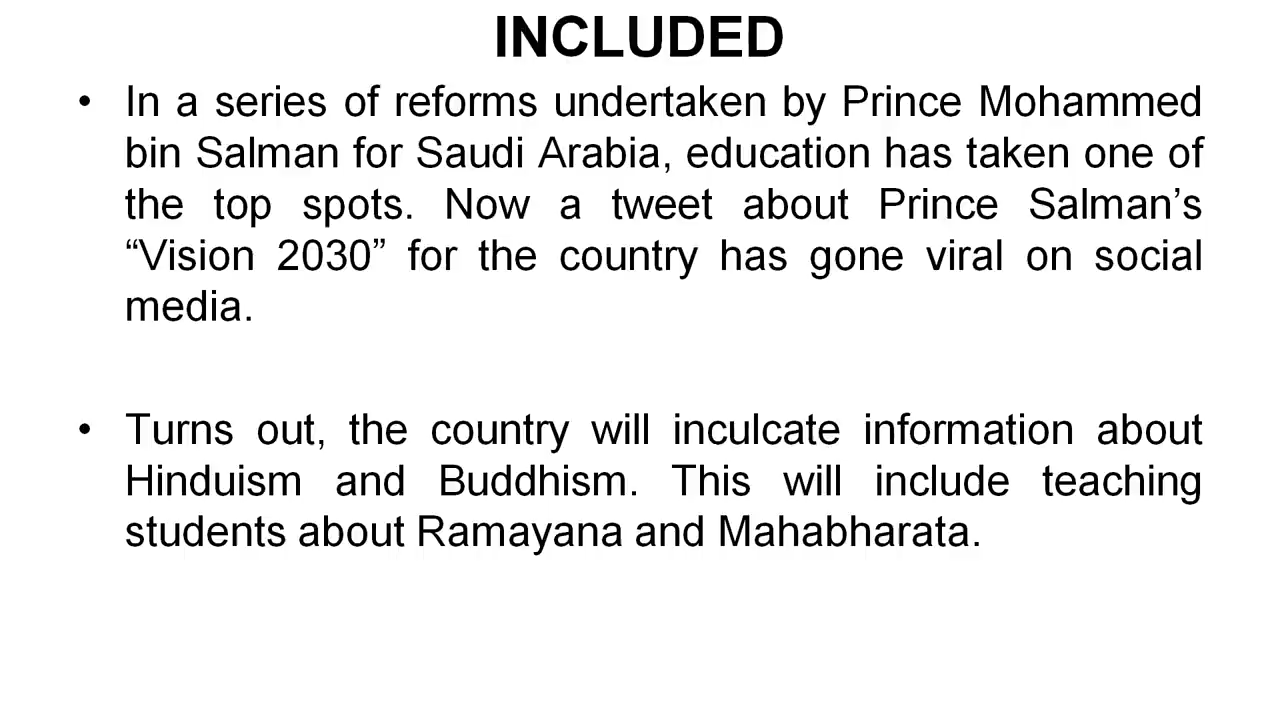 INCLUDED
• In a series of reforms undertaken by Prince Mohammed
bin Salman for Saudi Arabia, education has taken one of
the top spots. Now a tweet about Prince Salman’s
“Vision 2030” for the country has gone viral on social
media.
• Turns out, the country will inculcate information about
Hinduism and Buddhism. This will include teaching
students about Ramayana and Mahabharata.